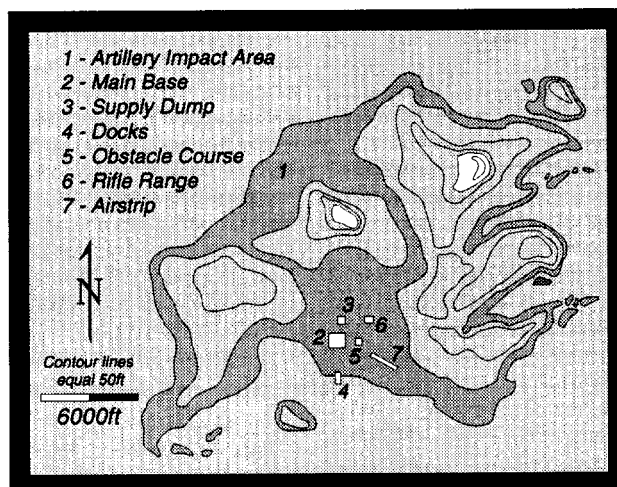 1 - Artillery Impact Area
2 - Main Base
3 - Supply Dump
4 - Docks
5 - Obstacle Course
6 - Rifle Range
7 - Airstrip
1
N
3
6
2
5
7
4
Contour lines
equal 50ft
6000ft